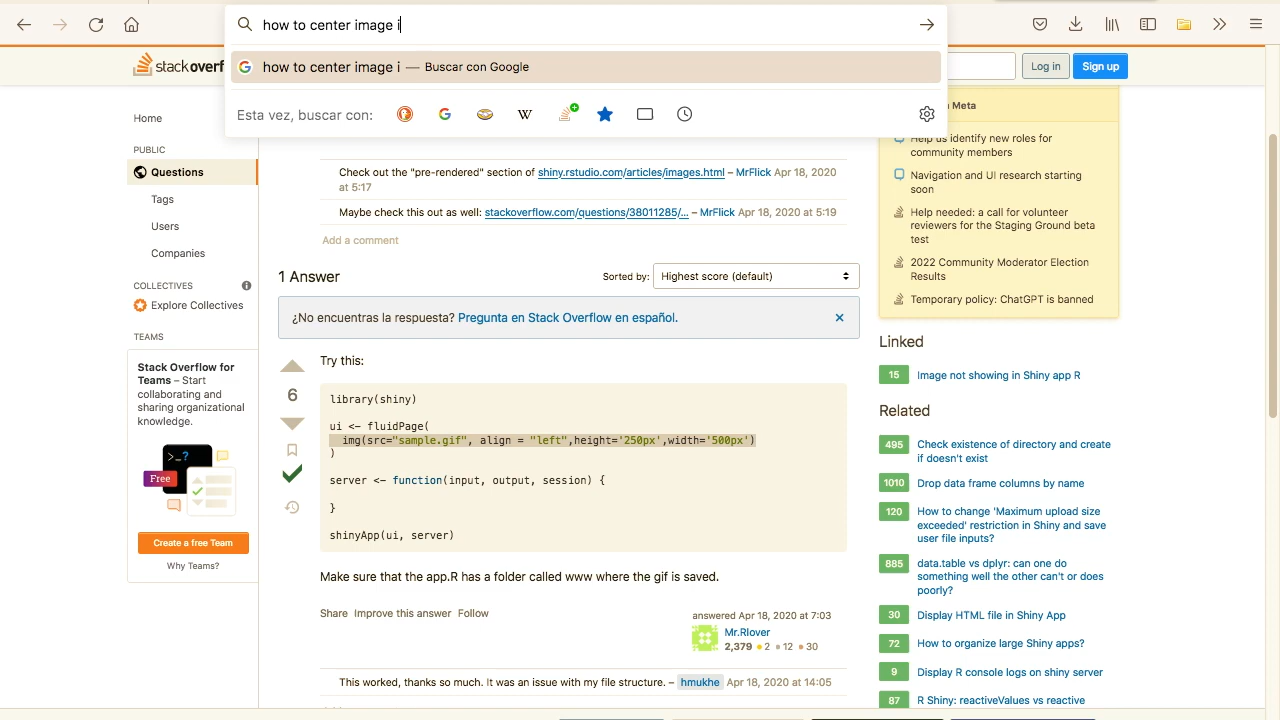 how to center image i
how to center image i — Buscar con Google
Esta vez, buscar con:
stack overf
Log in
Sign up
Home
PUBLIC
Questions
Tags
Users
Companies
COLLECTIVES
Explore Collectives
TEAMS
Stack Overflow for
Teams – Start
collaborating and
sharing organizational
knowledge.
>_?
Free
Create a free Team
Why Teams?
Check out the "pre-rendered" section of shiny.rstudio.com/articles/images.html – MrFlick Apr 18, 2020
at 5:17
Maybe check this out as well: stackoverflow.com/questions/38011285/... – MrFlick Apr 18, 2020 at 5:19
Add a comment
1 Answer
Sorted by:
Highest score (default)
¿No encuentras la respuesta? Pregunta en Stack Overflow en español.
6
Try this:
library(shiny)
ui <- fluidPage(
img(src="sample.gif", align = "left",height='250px',width='500px')
)
server <- function(input, output, session) {
}
shinyApp(ui, server)
Make sure that the app.R has a folder called www where the gif is saved.
Share Improve this answer Follow
answered Apr 18, 2020 at 7:03
Mr.Rlover
2,379 2 12 30
This worked, thanks so much. It was an issue with my file structure. – hmukhe Apr 18, 2020 at 14:05
Meta
Help us identify new roles for
community members
Navigation and UI research starting
soon
Help needed: a call for volunteer
reviewers for the Staging Ground beta
test
2022 Community Moderator Election
Results
Temporary policy: ChatGPT is banned
Linked
15 Image not showing in Shiny app R
Related
495 Check existence of directory and create
if doesn't exist
1010 Drop data frame columns by name
120 How to change 'Maximum upload size
exceeded' restriction in Shiny and save
user file inputs?
885 data.table vs dplyr: can one do
something well the other can't or does
poorly?
30 Display HTML file in Shiny App
72 How to organize large Shiny apps?
9 Display R console logs on shiny server
87 R Shiny: reactiveValues vs reactive